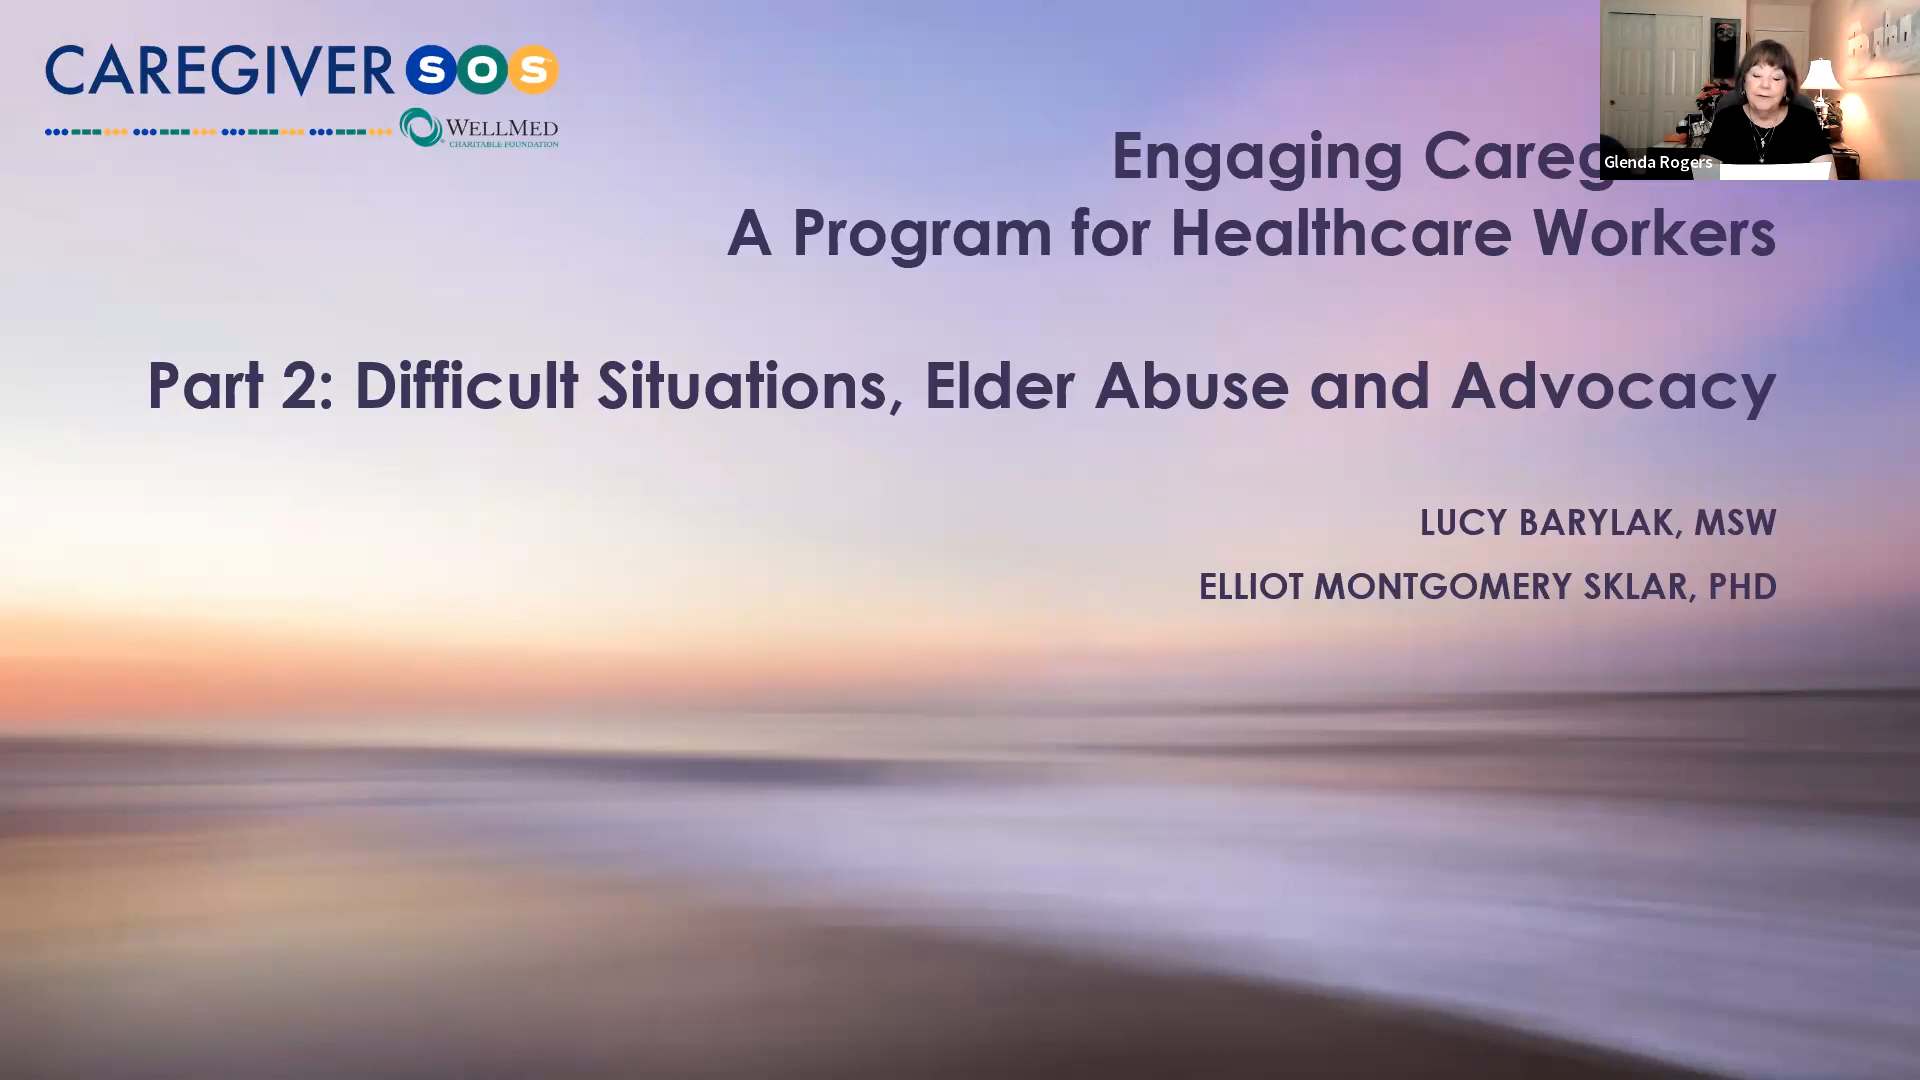 CAREGIVER SOS
WELLMED
CHARITABLE FOUNDATION
Glenda Rogers
Engaging Careg
A Program for Healthcare Workers
Part 2: Difficult Situations, Elder Abuse and Advocacy
LUCY BARYLAK, MSW
ELLIOT MONTGOMERY SKLAR, PHD